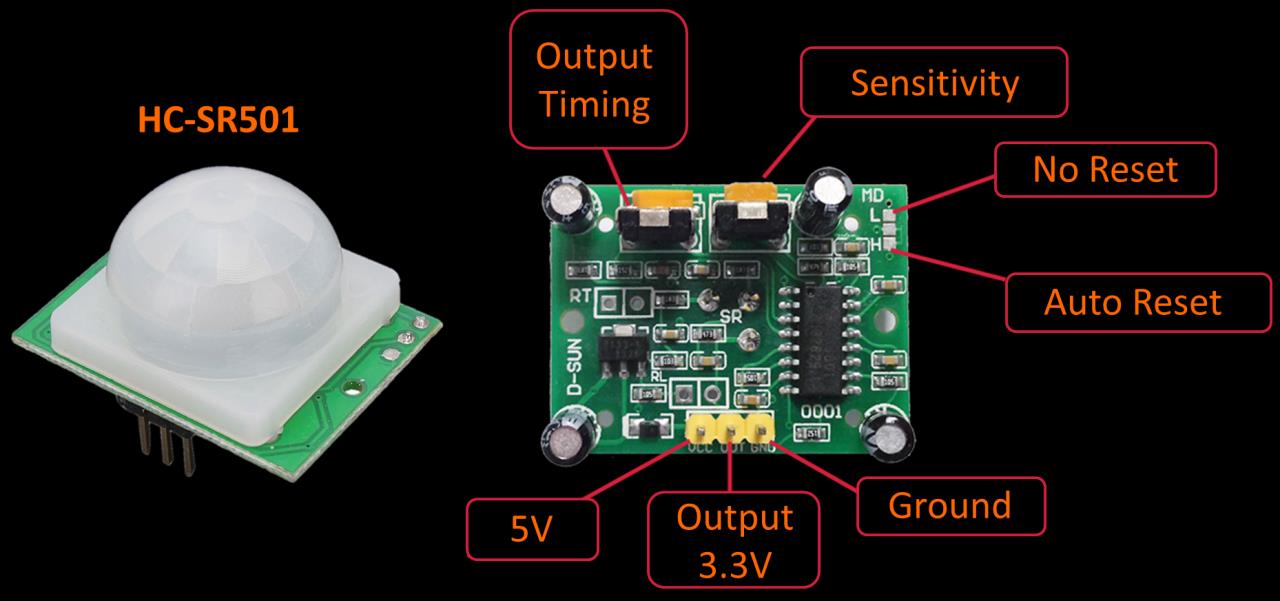 HC-SR501
Output
Timing
Sensitivity
No Reset
Auto Reset
MD
L
H
RT
SR
D-SUN
RL
0001
VCC OUT GND
5V
Output
3.3V
Ground